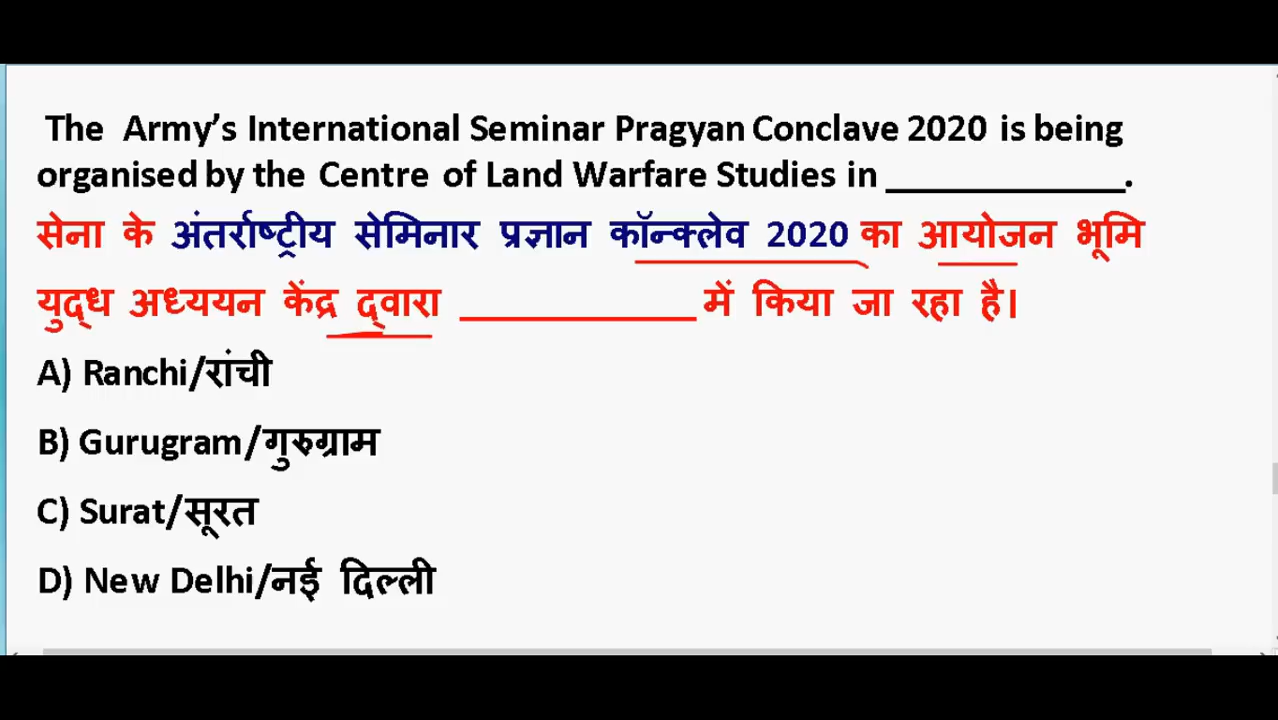 The Army’s International Seminar Pragyan Conclave 2020 is being
organised by the Centre of Land Warfare Studies in ____________.
सेना के अंतर्राष्ट्रीय सेमिनार प्रज्ञान कॉन्क्लेव 2020 का आयोजन भूमि
युद्ध अध्ययन केंद्र द्वारा ____________ में किया जा रहा है।
A) Ranchi/रांची
B) Gurugram/गुरुग्राम
C) Surat/सूरत
D) New Delhi/नई दिल्ली